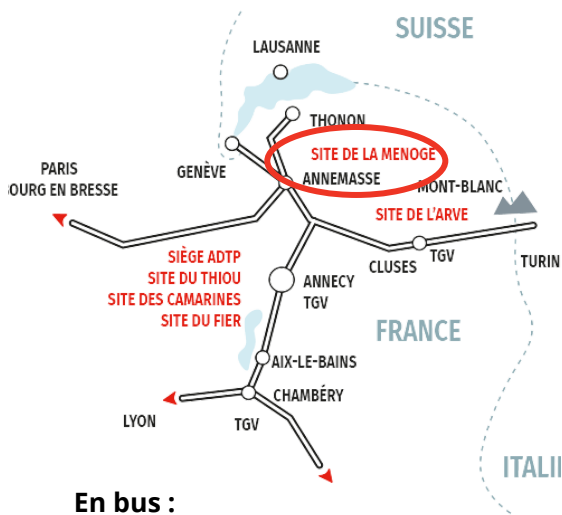 SUISSE
LAUSANNE
THONON
SITE DE LA MENOGE
GENÈVE
ANNEMASSE
PARIS
OURG EN BRESSE
MONT-BLANC
SITE DE L'ARVE
SIÈGE ADTP
SITE DU THIOU
SITE DES CAMARINES
SITE DU FIER
CLUSES
TGV
TURIN
ANNECY
TGV
FRANCE
AIX-LE-BAINS
CHAMBÉRY
LYON
TGV
ITALI
En bus :